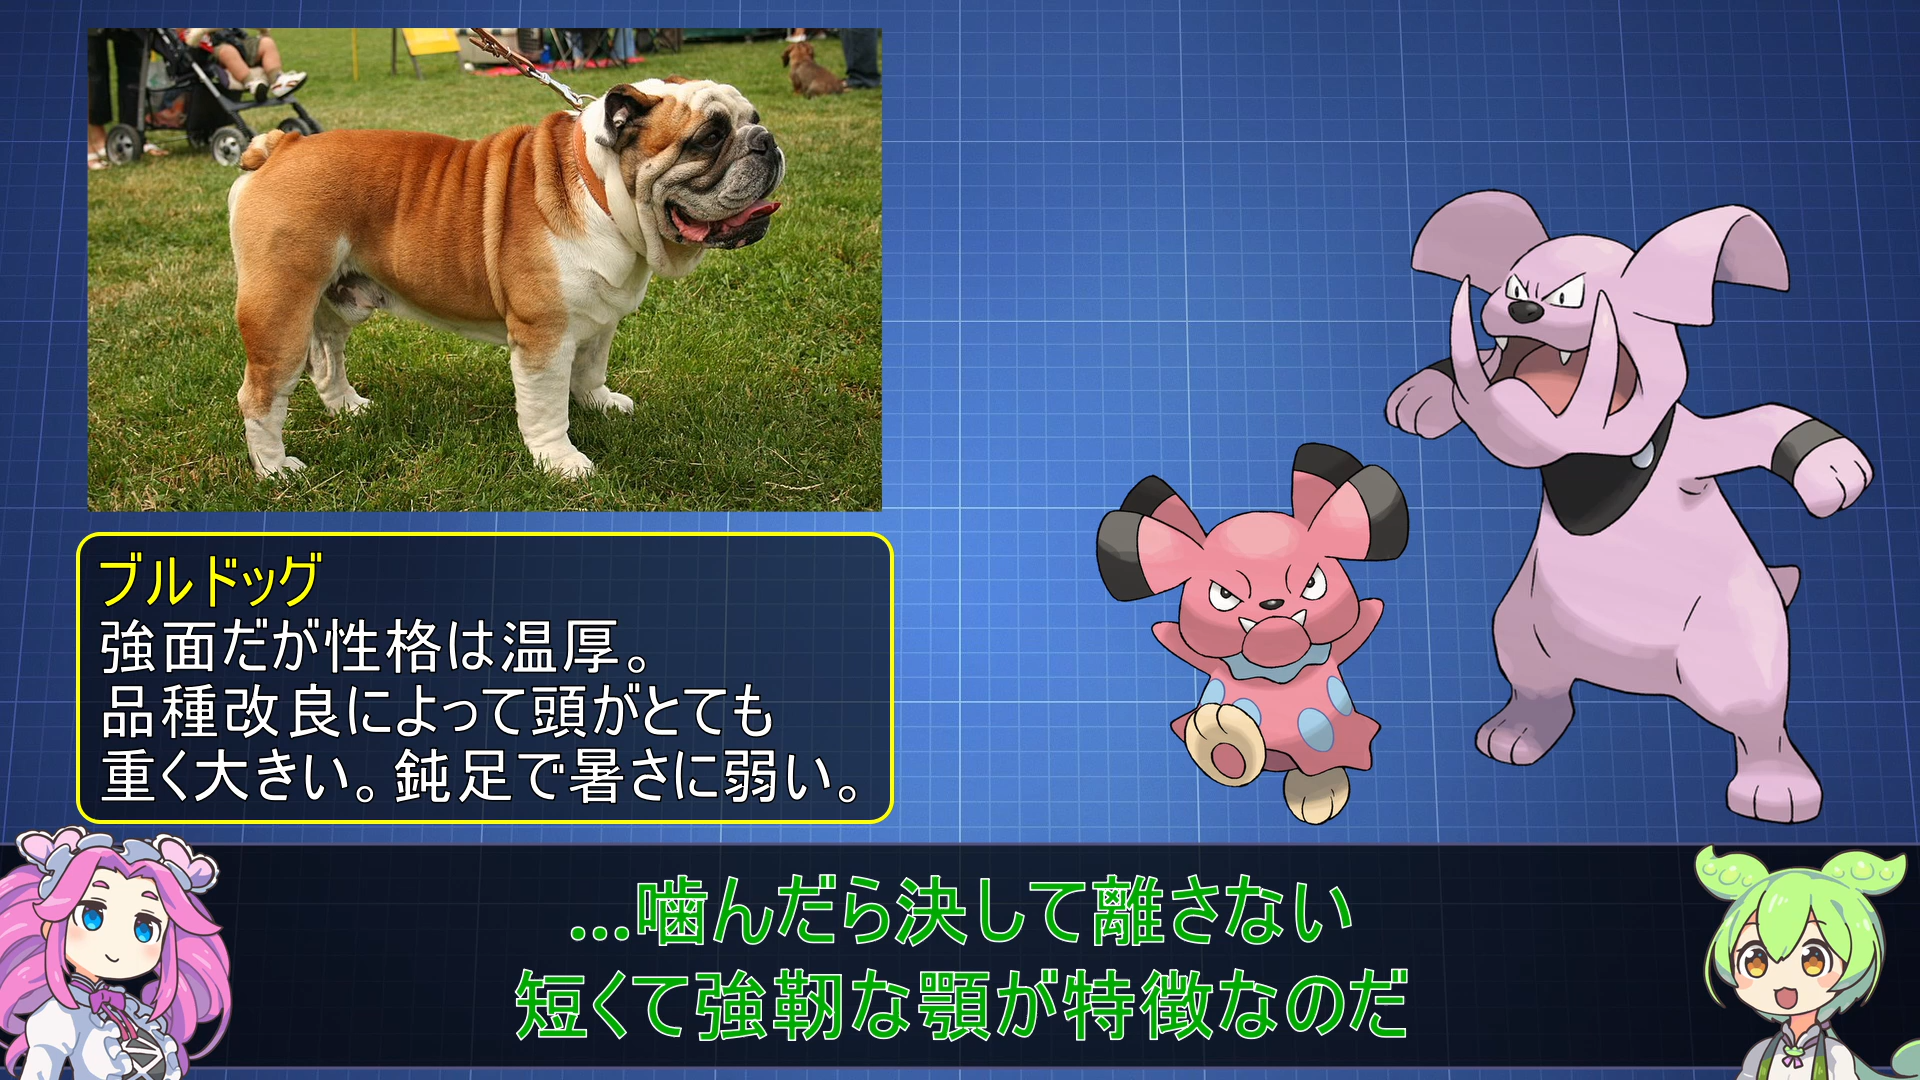 ブルドッグ
強面だが性格は温厚。
品種改良によって頭がとても
重く大きい。鈍足で暑さに弱い。
...噛んだら決して離さない
短くて強靭な顎が特徴なのだ